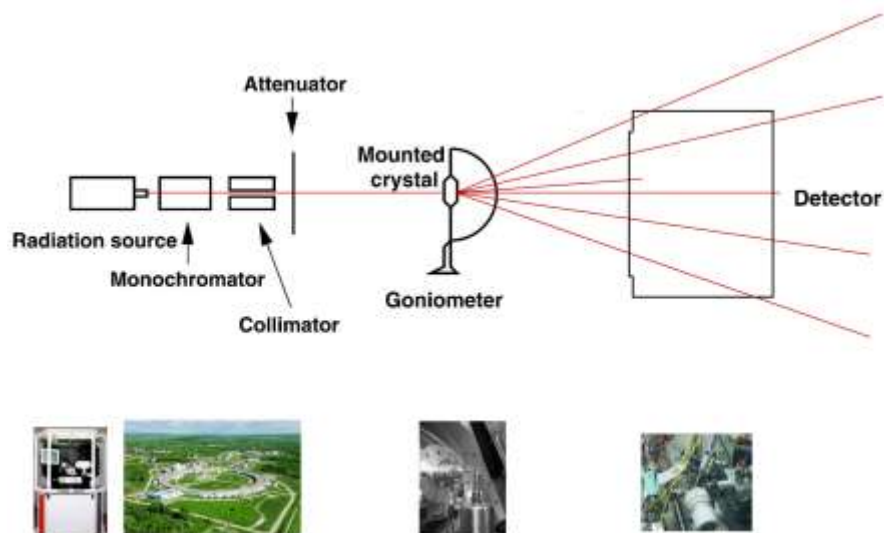 Attenuator
Mounted
crystal
Detector
Radiation source
Monochromator
Goniometer
Collimator